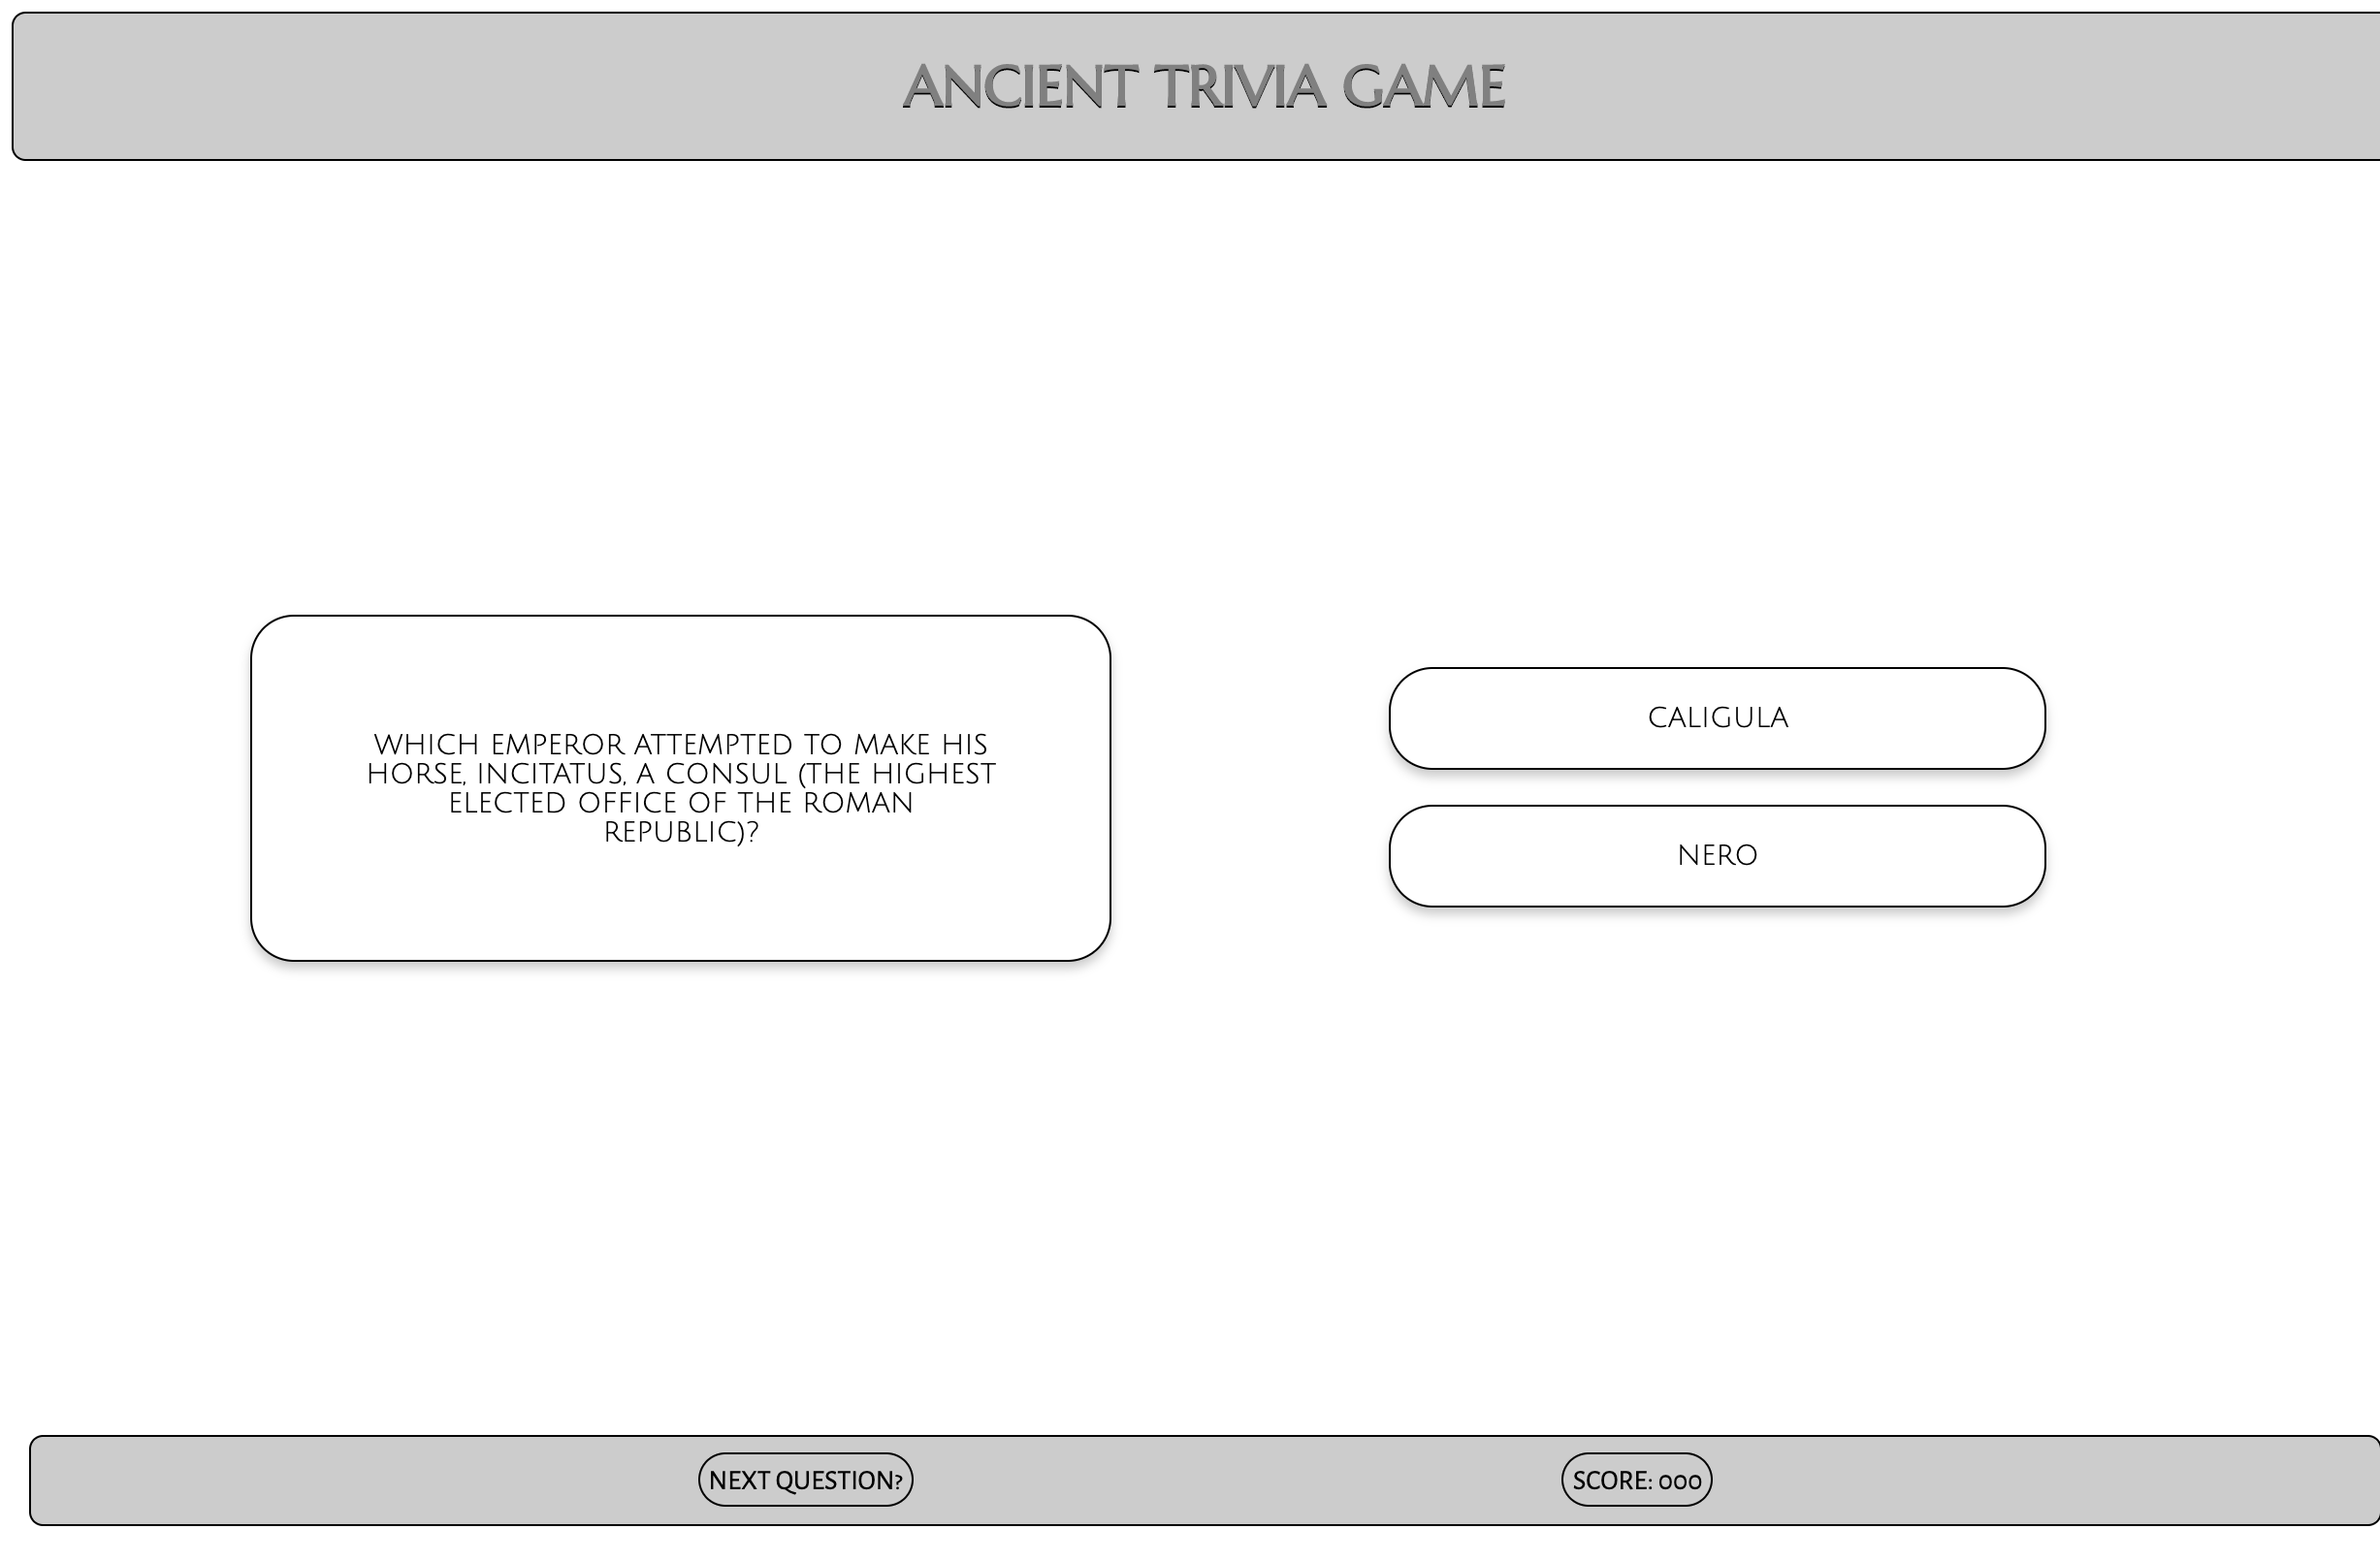 ANCIENT TRIVIA GAME
WHICH EMPEROR ATTEMPTED TO MAKE HIS
HORSE, INCITATUS, A CONSUL (THE HIGHEST
ELECTED OFFICE OF THE ROMAN
REPUBLIC)?
CALIGULA
NERO
NEXT QUESTION?
SCORE: 000